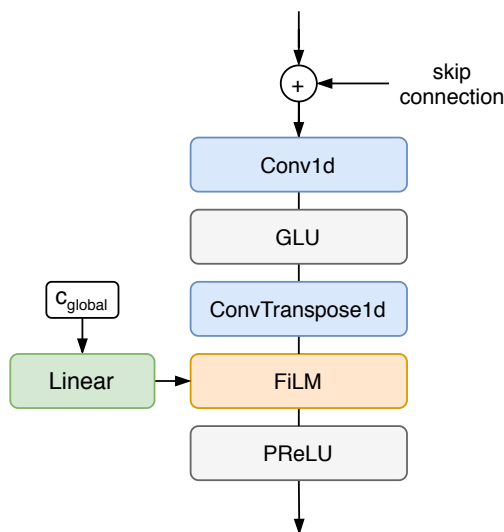 +
skip
connection
Conv1d
GLU
ConvTranspose1d
c_global
Linear
FiLM
PReLU